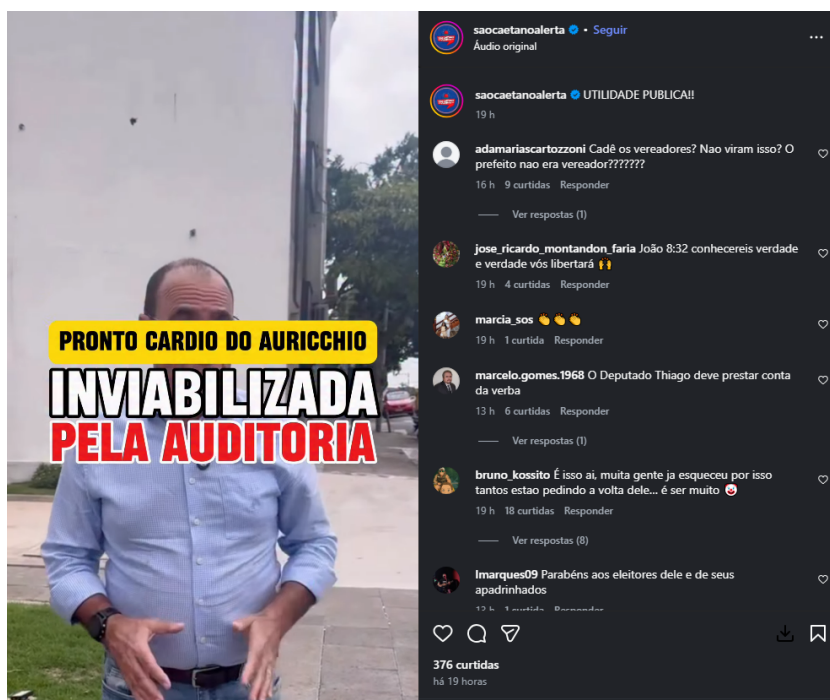 PRONTO CARDIO DO AURICCHIO
INVIABILIZADA
PELA AUDITORIA
saocaetanoalerta • Seguir
Áudio original
saocaetanoalerta UTILIDADE PUBLICA!!
19 h
adamariascartozzoni Cadê os vereadores? Nao viram isso? O
prefeito nao era vereador???????
16 h 9 curtidas Responder
Ver respostas (1)
jose_ricardo_montandon_faria João 8:32 conhecereis verdade
e verdade vós libertará 🙌
19 h 4 curtidas Responder
marcia_sos 👏👏👏
19 h 1 curtida Responder
marcelo.gomes.1968 O Deputado Thiago deve prestar conta
da verba
13 h 6 curtidas Responder
Ver respostas (1)
bruno_kossito É isso ai, muita gente ja esqueceu por isso
tantos estao pedindo a volta dele... é ser muito 🤡
19 h 18 curtidas Responder
Ver respostas (8)
lmarques09 Parabéns aos eleitores dele e de seus
apadrinhados
12 h 1 curtida Responder
376 curtidas
há 19 horas